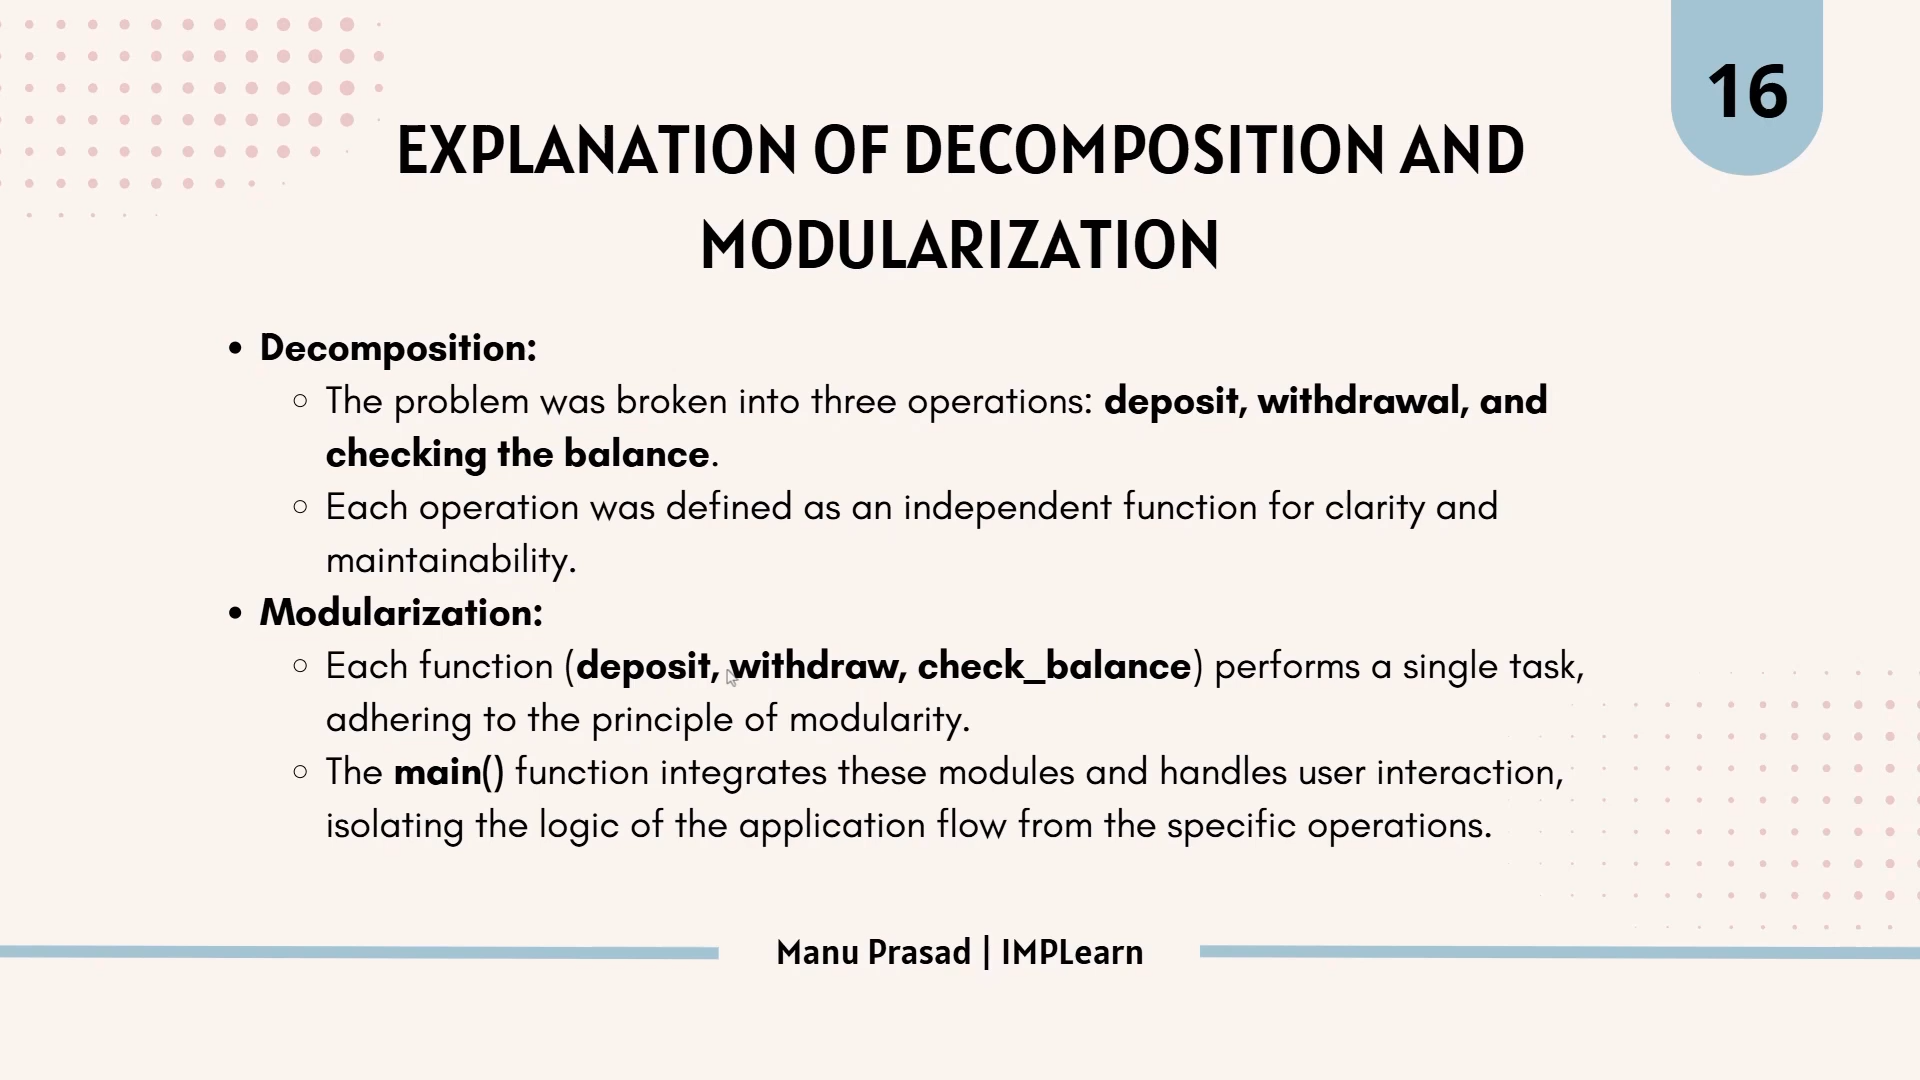 16
EXPLANATION OF DECOMPOSITION AND
MODULARIZATION
• Decomposition:
○ The problem was broken into three operations: deposit, withdrawal, and
checking the balance.
○ Each operation was defined as an independent function for clarity and
maintainability.
• Modularization:
○ Each function (deposit, withdraw, check_balance) performs a single task,
adhering to the principle of modularity.
○ The main() function integrates these modules and handles user interaction,
isolating the logic of the application flow from the specific operations.
Manu Prasad | IMPLearn